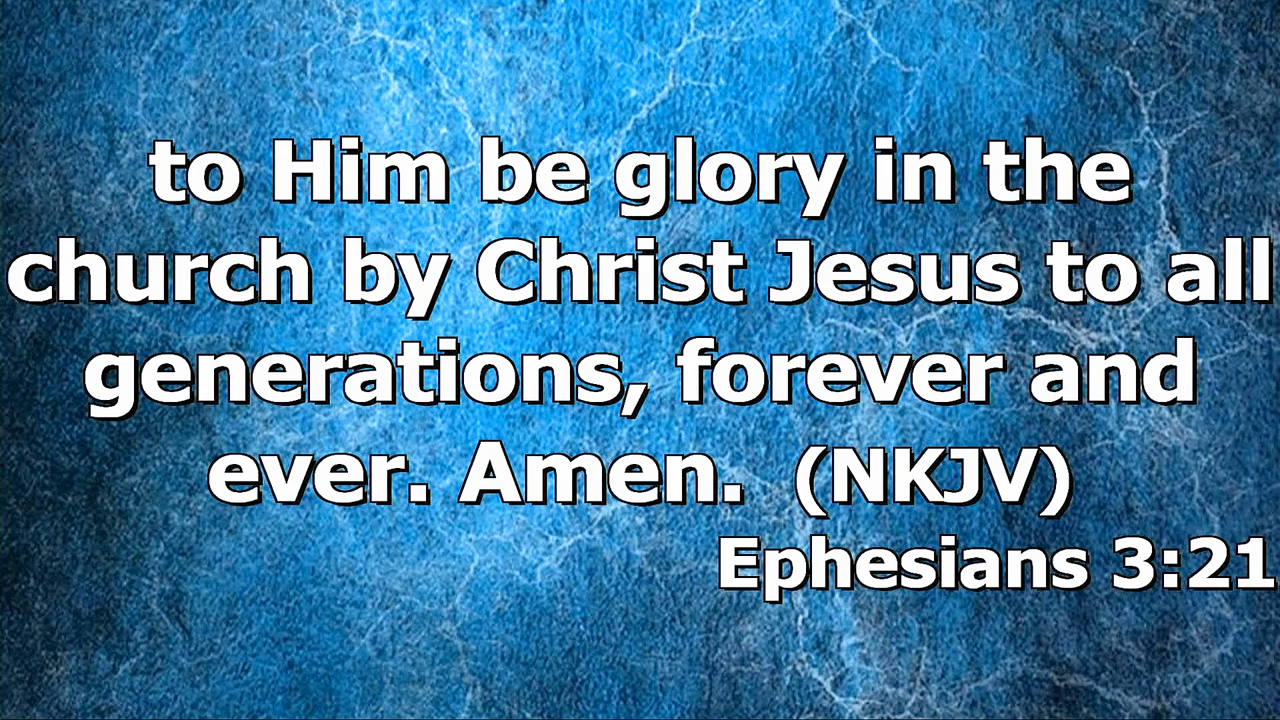 to Him be glory in the
church by Christ Jesus to all
generations, forever and
ever. Amen. (NKJV)
Ephesians 3:21